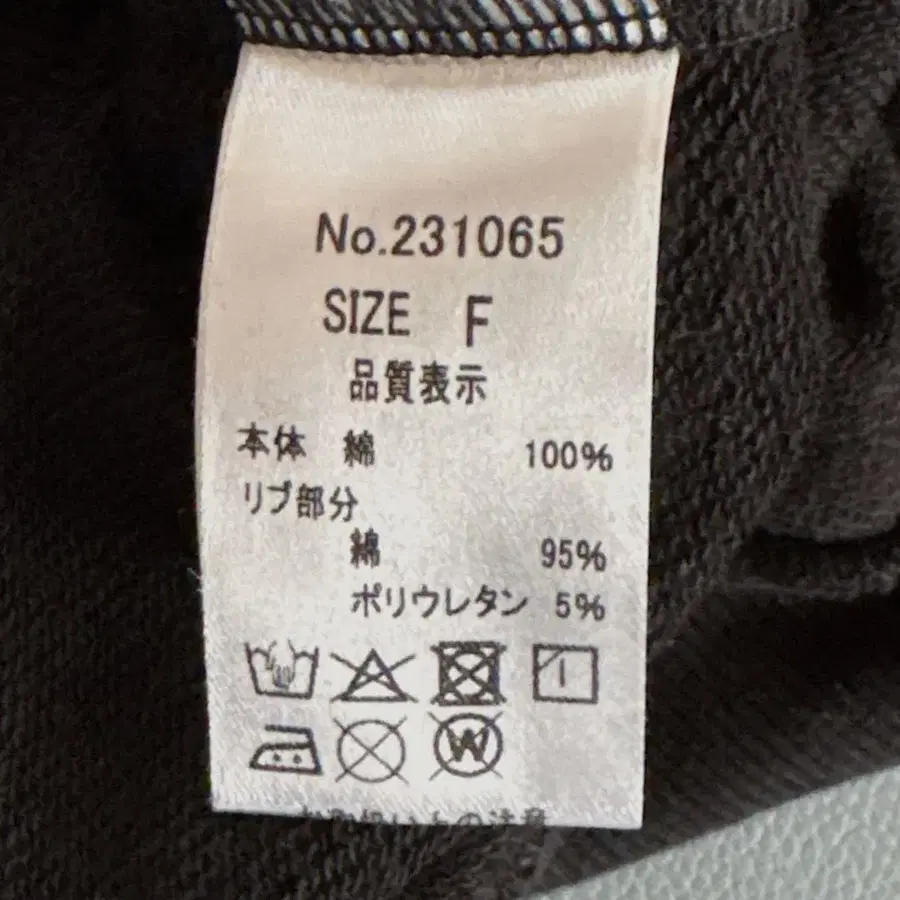 No.231065
SIZE F
品質表示
本体 綿 100%
リブ部分
綿 95%
ポリウレタン 5%
W